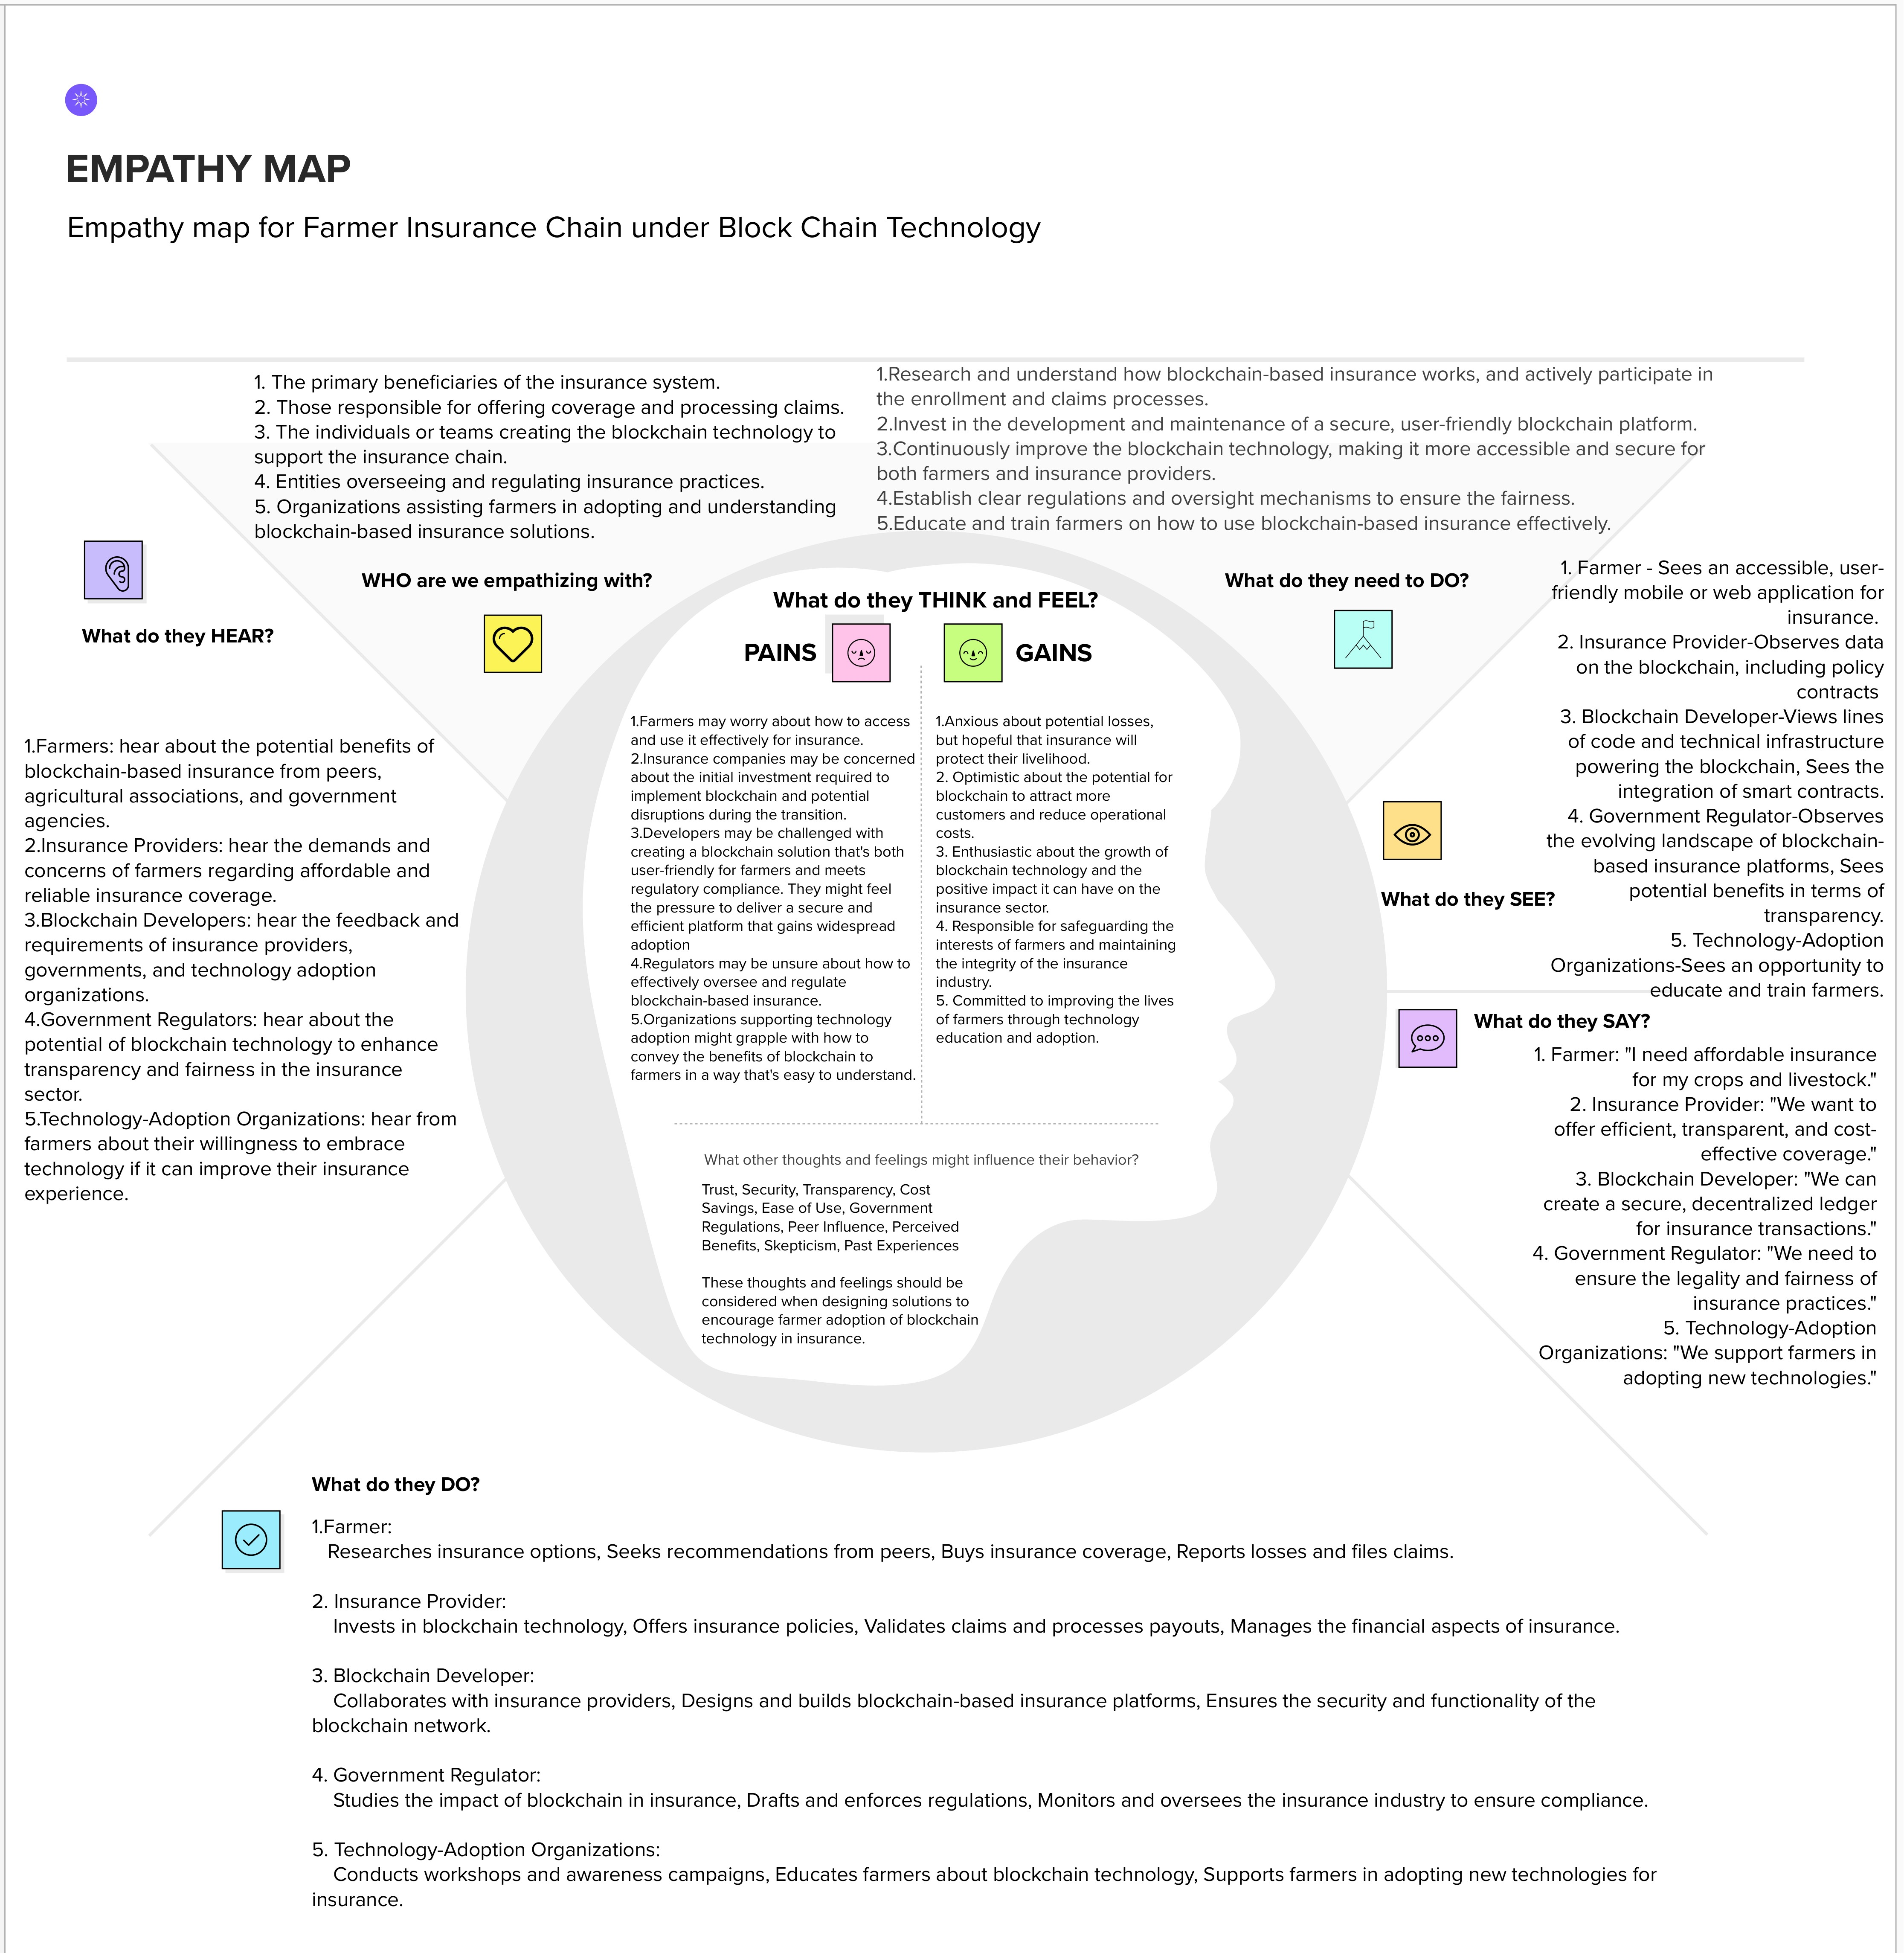 EMPATHY MAP
Empathy map for Farmer Insurance Chain under Block Chain Technology
1. The primary beneficiaries of the insurance system.
2. Those responsible for offering coverage and processing claims.
3. The individuals or teams creating the blockchain technology to
support the insurance chain.
4. Entities overseeing and regulating insurance practices.
5. Organizations assisting farmers in adopting and understanding
blockchain-based insurance solutions.
WHO are we empathizing with?
1.Research and understand how blockchain-based insurance works, and actively participate in
the enrollment and claims processes.
2.Invest in the development and maintenance of a secure, user-friendly blockchain platform.
3.Continuously improve the blockchain technology, making it more accessible and secure for
both farmers and insurance providers.
4.Establish clear regulations and oversight mechanisms to ensure the fairness.
5.Educate and train farmers on how to use blockchain-based insurance effectively.
What do they need to DO?
What do they HEAR?
1.Farmers: hear about the potential benefits of
blockchain-based insurance from peers,
agricultural associations, and government
agencies.
2.Insurance Providers: hear the demands and
concerns of farmers regarding affordable and
reliable insurance coverage.
3.Blockchain Developers: hear the feedback and
requirements of insurance providers,
governments, and technology adoption
organizations.
4.Government Regulators: hear about the
potential of blockchain technology to enhance
transparency and fairness in the insurance
sector.
5.Technology-Adoption Organizations: hear from
farmers about their willingness to embrace
technology if it can improve their insurance
experience.
What do they THINK and FEEL?
PAINS
GAINS
1.Farmers may worry about how to access
and use it effectively for insurance.
2.Insurance companies may be concerned
about the initial investment required to
implement blockchain and potential
disruptions during the transition.
3.Developers may be challenged with
creating a blockchain solution that's both
user-friendly for farmers and meets
regulatory compliance. They might feel
the pressure to deliver a secure and
efficient platform that gains widespread
adoption
4.Regulators may be unsure about how to
effectively oversee and regulate
blockchain-based insurance.
5.Organizations supporting technology
adoption might grapple with how to
convey the benefits of blockchain to
farmers in a way that's easy to understand.
1.Anxious about potential losses,
but hopeful that insurance will
protect their livelihood.
2. Optimistic about the potential for
blockchain to attract more
customers and reduce operational
costs.
3. Enthusiastic about the growth of
blockchain technology and the
positive impact it can have on the
insurance sector.
4. Responsible for safeguarding the
interests of farmers and maintaining
the integrity of the insurance
industry.
5. Committed to improving the lives
of farmers through technology
education and adoption.
What other thoughts and feelings might influence their behavior?
Trust, Security, Transparency, Cost
Savings, Ease of Use, Government
Regulations, Peer Influence, Perceived
Benefits, Skepticism, Past Experiences
These thoughts and feelings should be
considered when designing solutions to
encourage farmer adoption of blockchain
technology in insurance.
1. Farmer - Sees an accessible, user-
friendly mobile or web application for
insurance.
2. Insurance Provider-Observes data
on the blockchain, including policy
contracts
3. Blockchain Developer-Views lines
of code and technical infrastructure
powering the blockchain, Sees the
integration of smart contracts.
4. Government Regulator-Observes
the evolving landscape of blockchain-
based insurance platforms, Sees
potential benefits in terms of
transparency.
5. Technology-Adoption
Organizations-Sees an opportunity to
educate and train farmers.
What do they SEE?
What do they SAY?
1. Farmer: "I need affordable insurance
for my crops and livestock."
2. Insurance Provider: "We want to
offer efficient, transparent, and cost-
effective coverage."
3. Blockchain Developer: "We can
create a secure, decentralized ledger
for insurance transactions."
4. Government Regulator: "We need to
ensure the legality and fairness of
insurance practices."
5. Technology-Adoption
Organizations: "We support farmers in
adopting new technologies."
What do they DO?
1.Farmer:
Researches insurance options, Seeks recommendations from peers, Buys insurance coverage, Reports losses and files claims.
2. Insurance Provider:
Invests in blockchain technology, Offers insurance policies, Validates claims and processes payouts, Manages the financial aspects of insurance.
3. Blockchain Developer:
Collaborates with insurance providers, Designs and builds blockchain-based insurance platforms, Ensures the security and functionality of the
blockchain network.
4. Government Regulator:
Studies the impact of blockchain in insurance, Drafts and enforces regulations, Monitors and oversees the insurance industry to ensure compliance.
5. Technology-Adoption Organizations:
Conducts workshops and awareness campaigns, Educates farmers about blockchain technology, Supports farmers in adopting new technologies for
insurance.